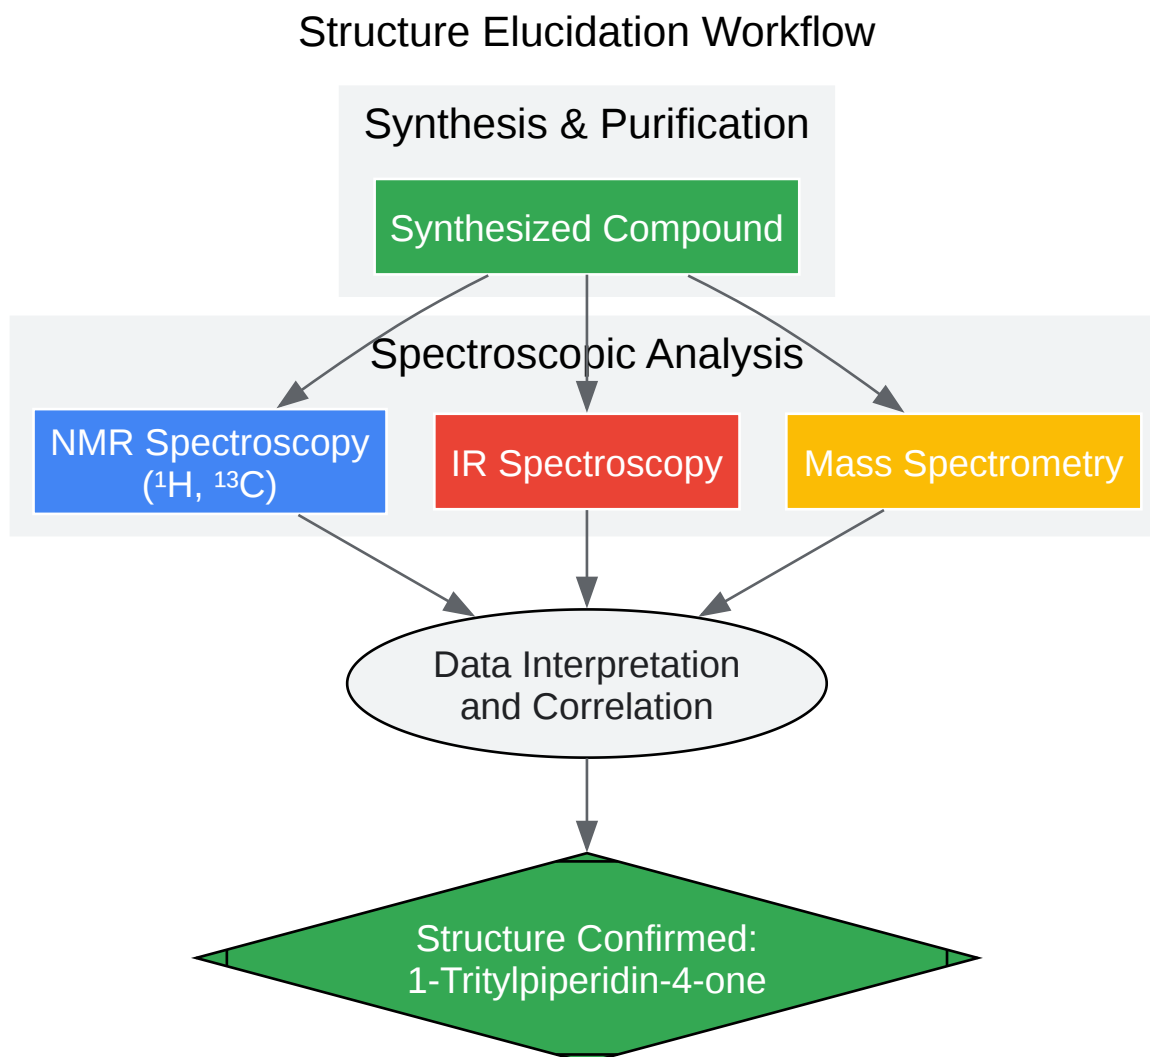 Structure Elucidation Workflow
Synthesis & Purification
Synthesized Compound
Spectroscopic Analysis
NMR Spectroscopy
(¹H, ¹³C)
IR Spectroscopy
Mass Spectrometry
Data Interpretation
and Correlation
Structure Confirmed:
1-Tritylpiperidin-4-one